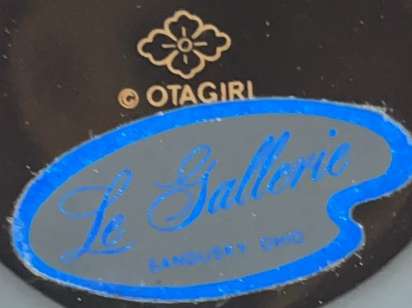 © OTAGIRI
Le Gallerie
SANDUSKY OHIO